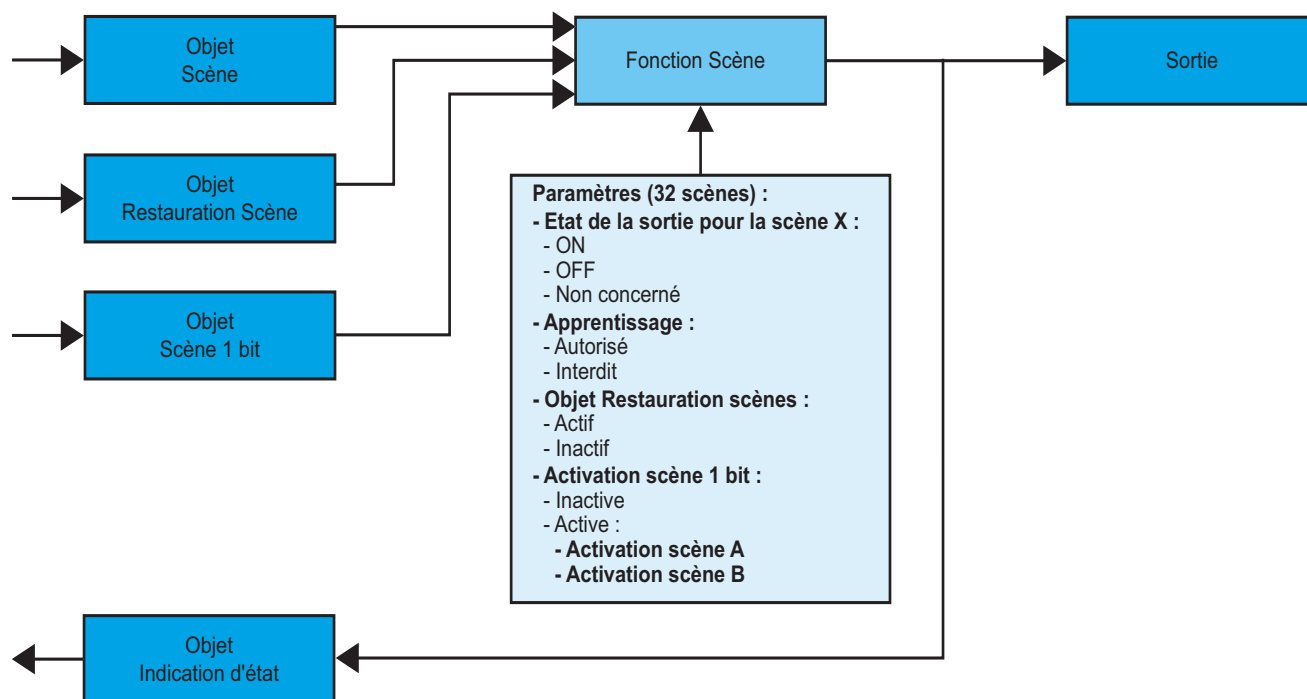 Objet
Scène
Fonction Scène
Sortie
Objet
Restauration Scène
Objet
Scène 1 bit
Paramètres (32 scènes) :
- Etat de la sortie pour la scène X :
- ON
- OFF
- Non concerné
- Apprentissage :
- Autorisé
- Interdit
- Objet Restauration scènes :
- Actif
- Inactif
- Activation scène 1 bit :
- Inactive
- Active :
- Activation scène A
- Activation scène B
Objet
Indication d'état